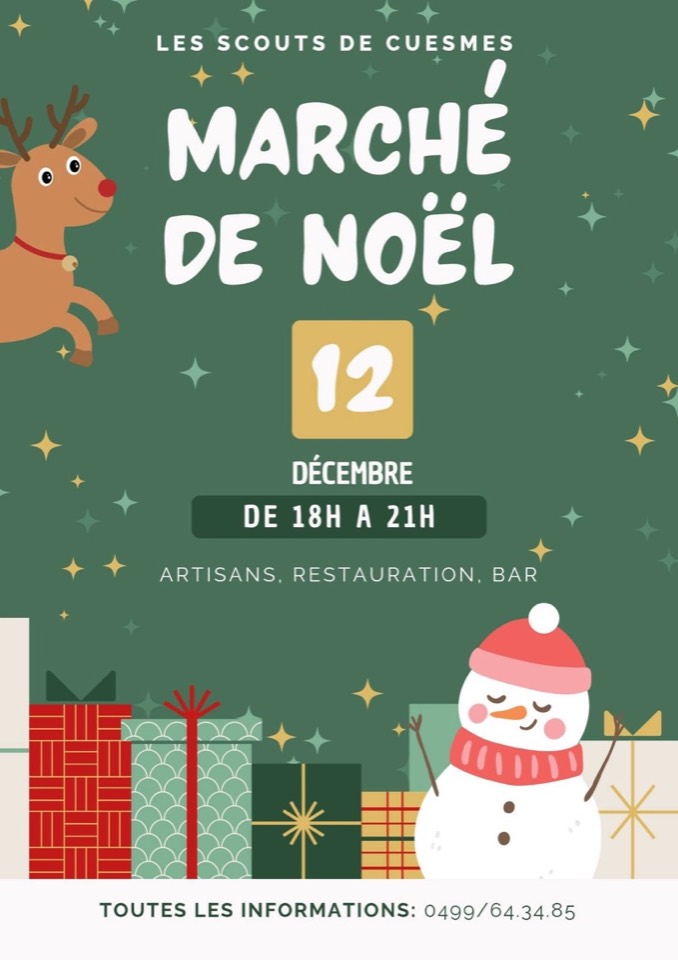 LES SCOUTS DE CUESMES
MARCHÉ
DE NOËL
12
DÉCEMBRE
DE 18H A 21H
ARTISANS, RESTAURATION, BAR
TOUTES LES INFORMATIONS: 0499/64.34.85